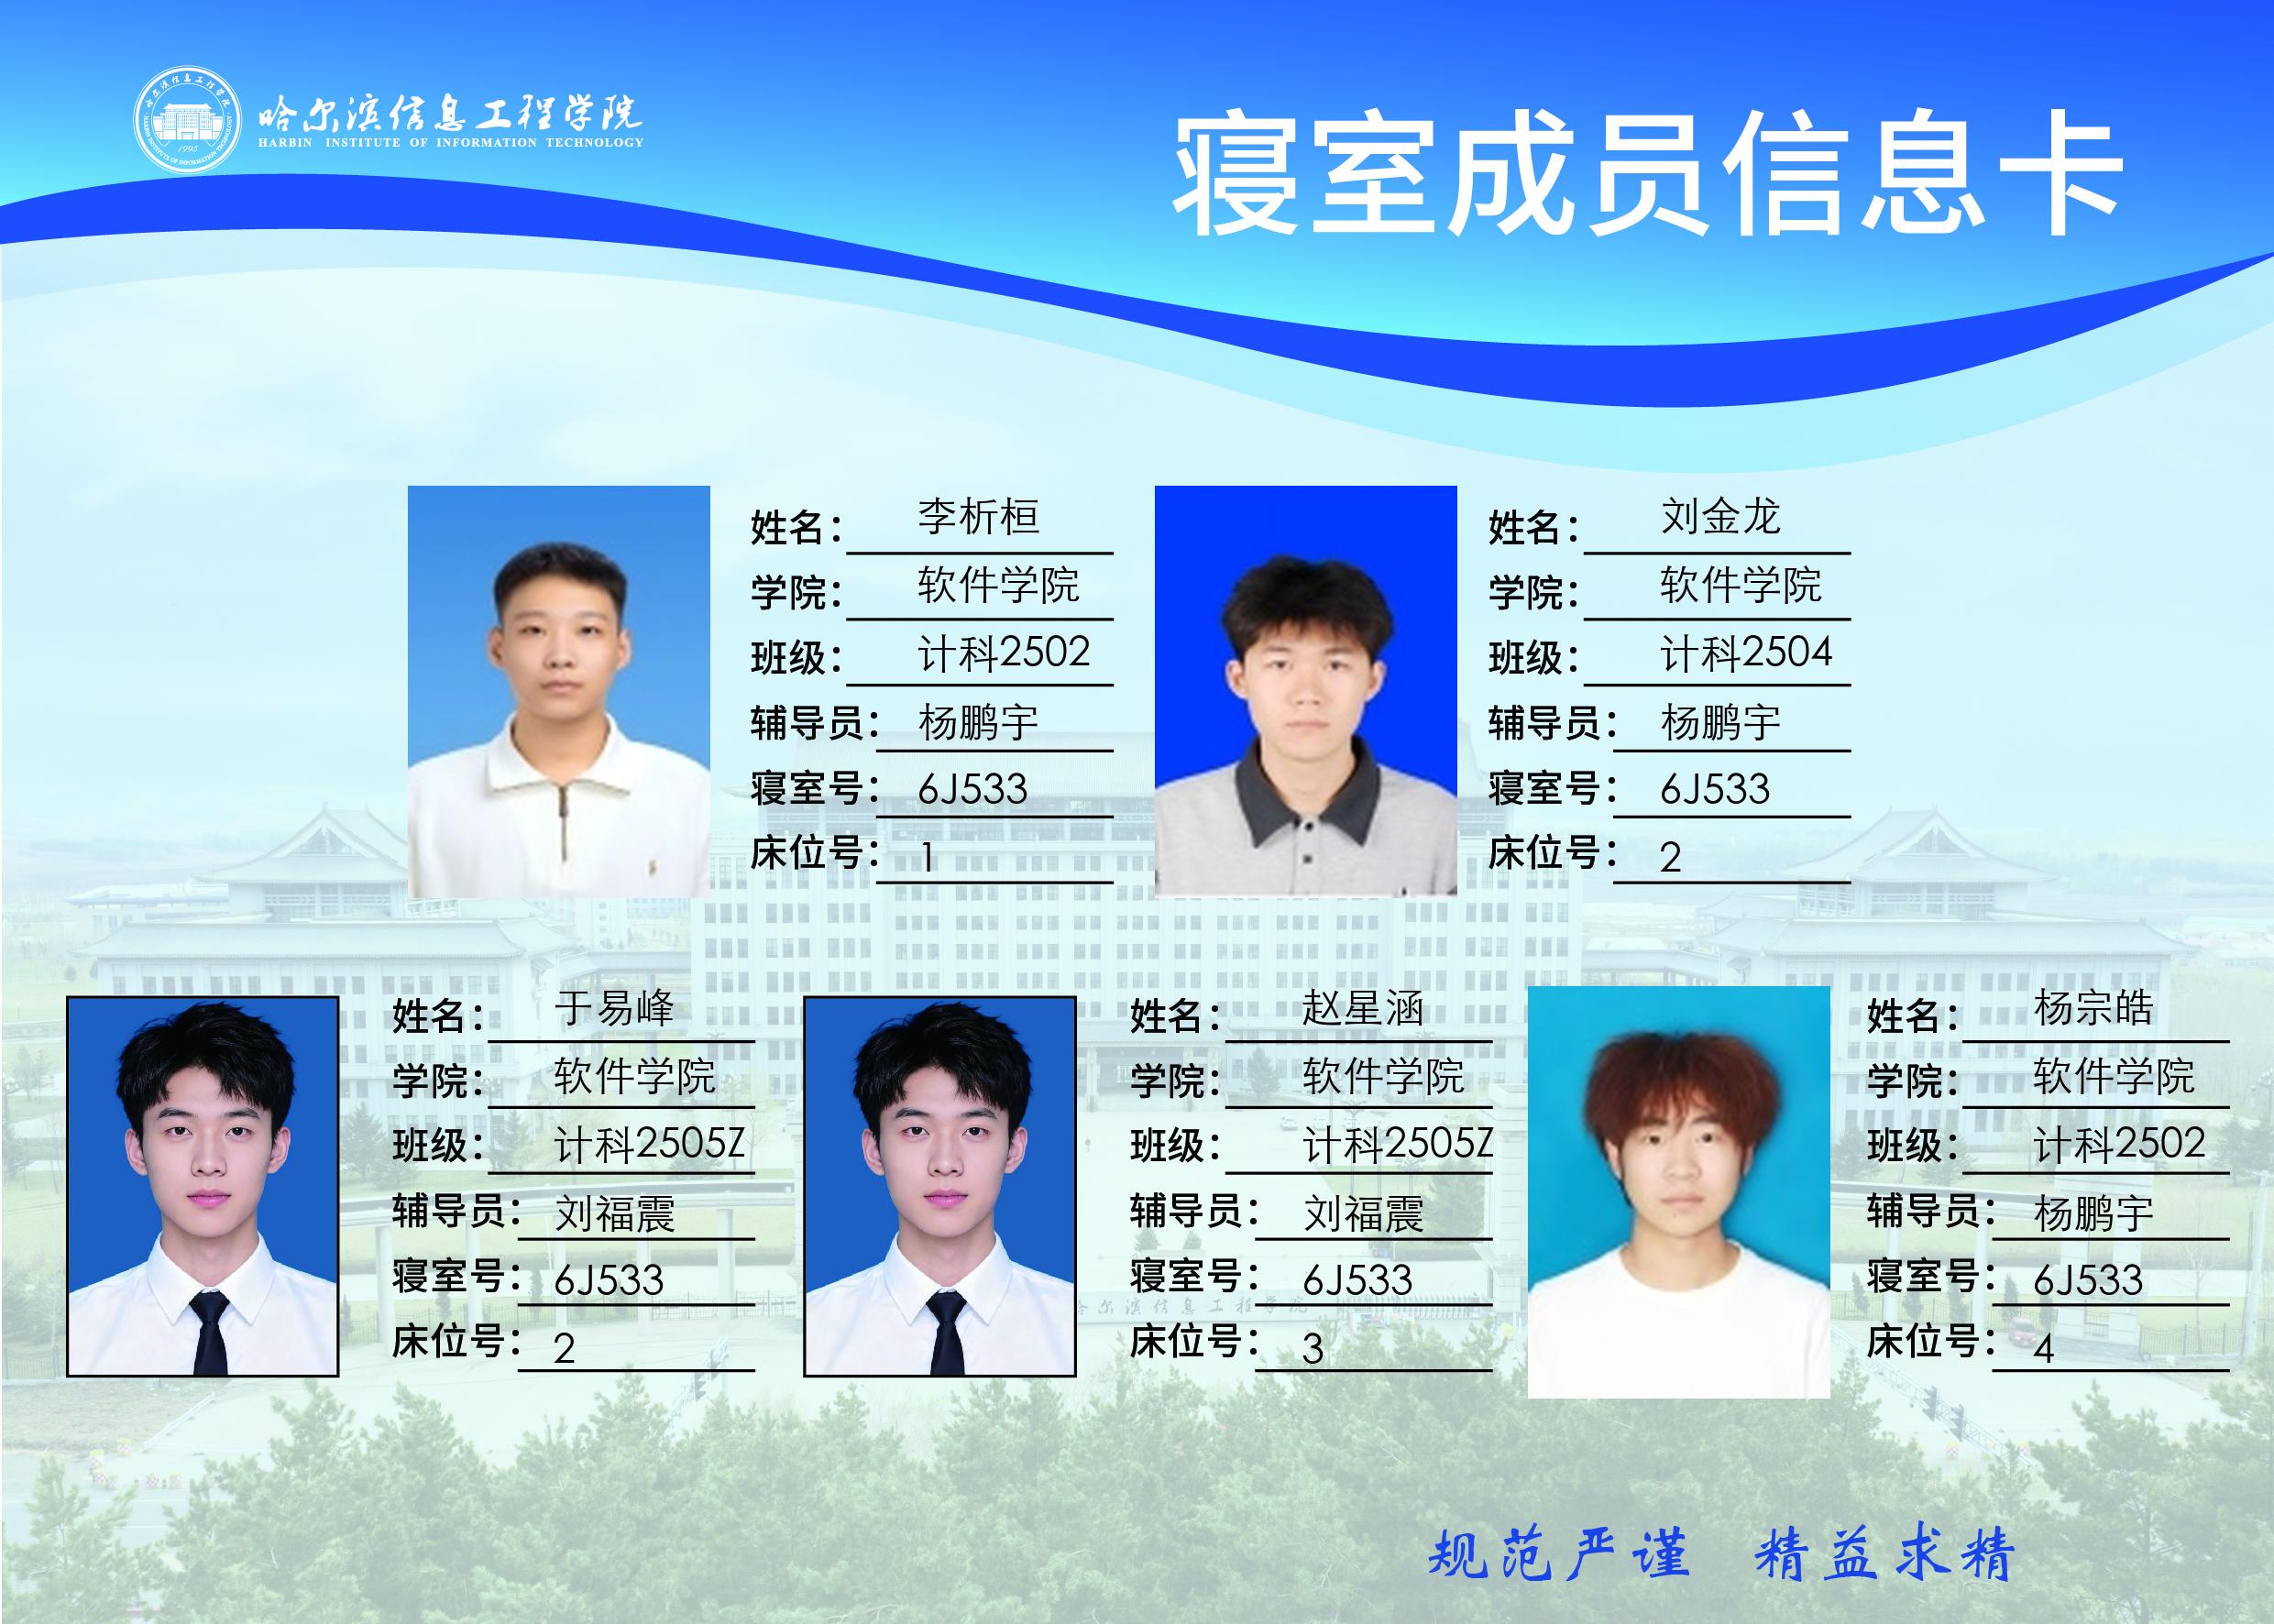 哈尔滨信息工程学院
HARBIN INSTITUTE OF INFORMATION TECHNOLOGY
1995
寝室成员信息卡
姓名：李析桓
学院：软件学院
班级：计科2502
辅导员：杨鹏宇
寝室号：6J533
床位号：1
姓名：刘金龙
学院：软件学院
班级：计科2504
辅导员：杨鹏宇
寝室号：6J533
床位号：2
姓名：于易峰
学院：软件学院
班级：计科2505Z
辅导员：刘福震
寝室号：6J533
床位号：2
姓名：赵星涵
学院：软件学院
班级：计科2505Z
辅导员：刘福震
寝室号：6J533
床位号：3
姓名：杨宗皓
学院：软件学院
班级：计科2502
辅导员：杨鹏宇
寝室号：6J533
床位号：4
哈尔滨信息工程学院
规范严谨 精益求精